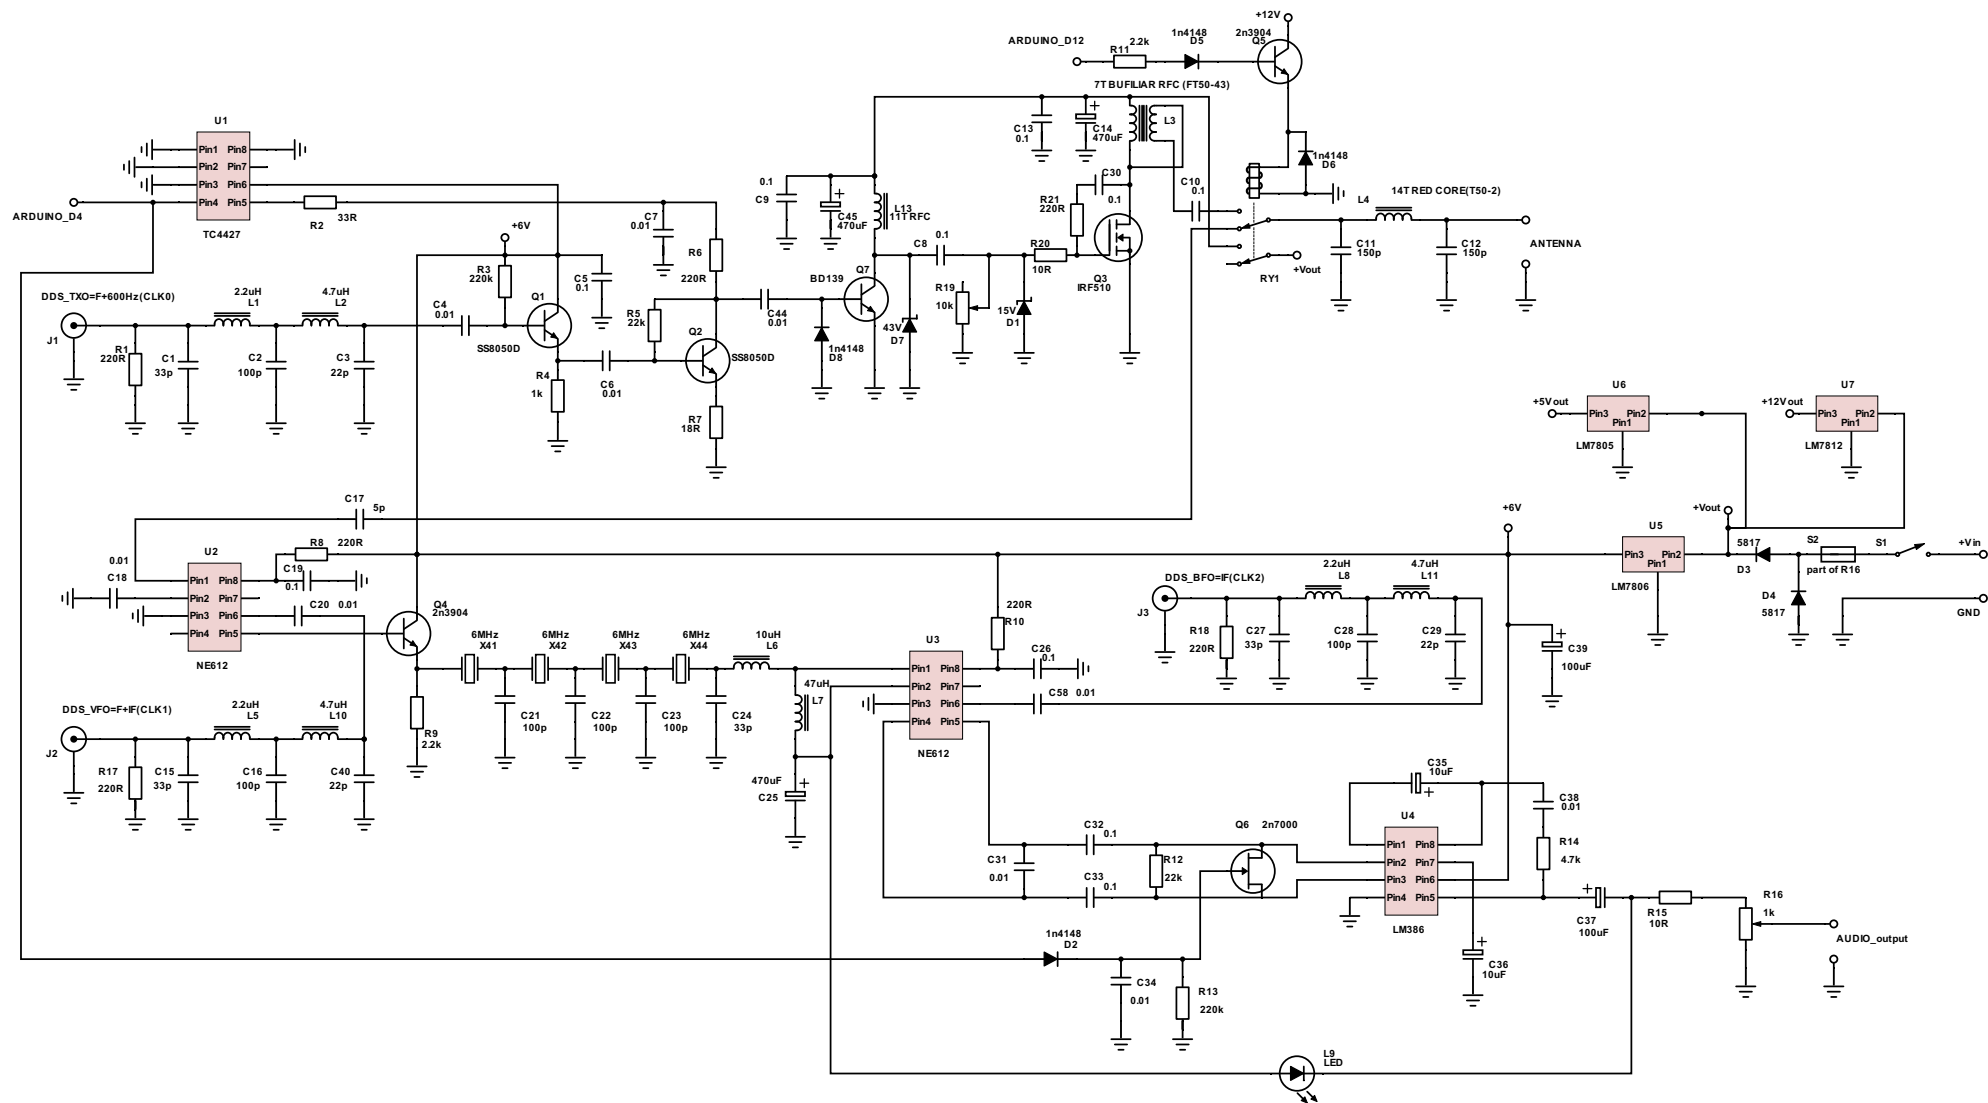 +12V
ARDUINO_D12
2.2k
R11
1n4148
D5
2n3904
Q5
7T BUFILIAR RFC (FT50-43)
U1
Pin1 Pin8
Pin2 Pin7
Pin3 Pin6
Pin4 Pin5
TC4427
ARDUINO_D4
R2
33R
C7
0.01
R6
220R
0.1
C9
C45
470uF
L13
11T RFC
C13
0.1
C14
470uF
L3
C30
0.1
R21
220R
C10
0.1
1n4148
D6
L4
14T RED CORE(T50-2)
C11
150p
C12
150p
ANTENNA
RY1
+Vout
Q3
IRF510
R20
10R
C8
0.1
R19
10k
15V
D1
43V
D7
BD139
Q7
1n4148
D8
C44
0.01
+6V
R3
220k
C5
0.1
Q1
SS8050D
R5
22k
Q2
SS8050D
C6
0.01
R4
1k
R7
18R
C4
0.01
DDS_TXO=F+600Hz(CLK0)
2.2uH
L1
4.7uH
L2
J1
R1
220R
C1
33p
C2
100p
C3
22p
U6
+5Vout
Pin3 Pin2
Pin1
LM7805
U7
+12Vout
Pin3 Pin2
Pin1
LM7812
C17
5p
U2
0.01
C18
Pin1 Pin8
Pin2 Pin7
Pin3 Pin6
Pin4 Pin5
NE612
R8
220R
C19
0.1
C20 0.01
Q4
2n3904
R9
2.2k
DDS_VFO=F+IF(CLK1)
2.2uH
L5
4.7uH
L10
J2
R17
220R
C15
33p
C16
100p
C40
22p
6MHz
X41
6MHz
X42
6MHz
X43
6MHz
X44
10uH
L6
C21
100p
C22
100p
C23
100p
C24
33p
47uH
L7
470uF
C25
U3
Pin1 Pin8
Pin2 Pin7
Pin3 Pin6
Pin4 Pin5
NE612
220R
R10
C26
0.1
C58 0.01
DDS_BFO=IF(CLK2)
2.2uH
L8
4.7uH
L11
J3
R18
220R
C27
33p
C28
100p
C29
22p
+6V
C39
100uF
U5
Pin3 Pin2
Pin1
LM7806
+Vout
5817
D3
S2
part of R16
S1
+Vin
D4
5817
GND
C35
10uF
C38
0.01
R14
4.7k
U4
Pin1 Pin8
Pin2 Pin7
Pin3 Pin6
Pin4 Pin5
LM386
Q6
2n7000
C32
0.1
C31
0.01
C33
0.1
R12
22k
C37
100uF
R15
10R
R16
1k
AUDIO_output
C36
10uF
1n4148
D2
C34
0.01
R13
220k
L9
LED